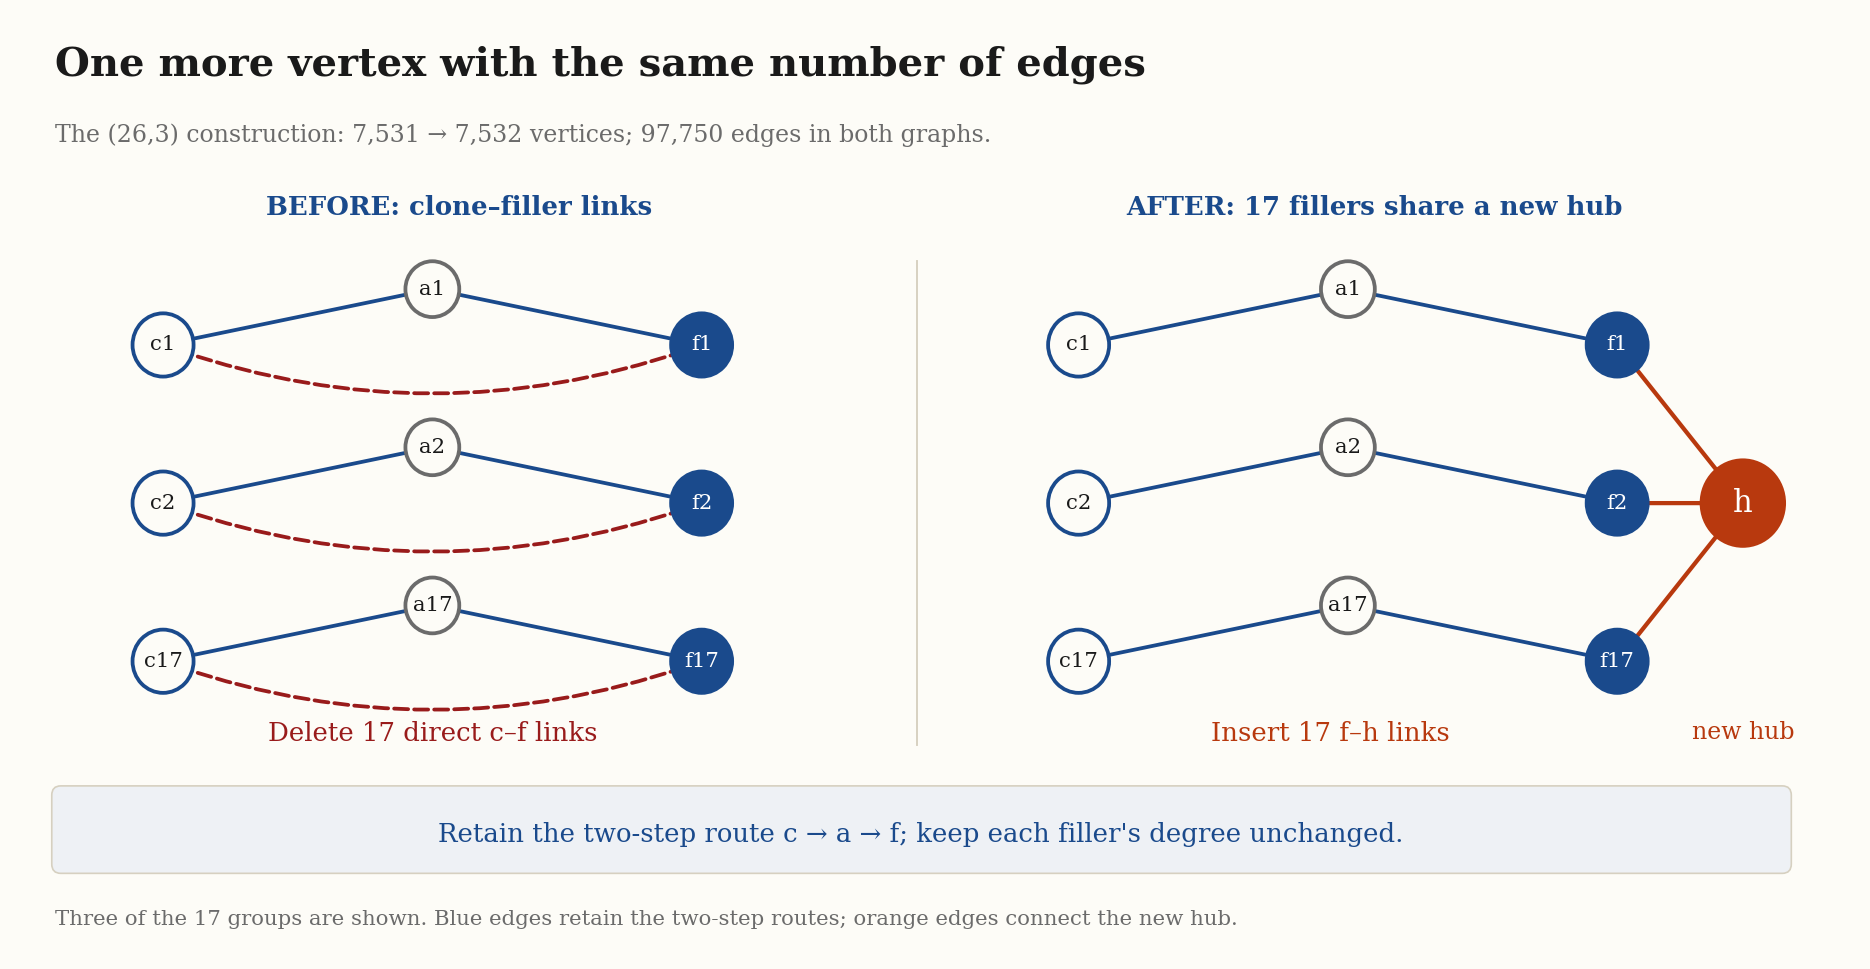 One more vertex with the same number of edges
The (26,3) construction: 7,531 → 7,532 vertices; 97,750 edges in both graphs.
BEFORE: clone–filler links
a1
c1
f1
a2
c2
f2
a17
c17
f17
Delete 17 direct c–f links
AFTER: 17 fillers share a new hub
a1
c1
f1
a2
c2
f2
h
a17
c17
f17
Insert 17 f–h links
new hub
Retain the two-step route c → a → f; keep each filler's degree unchanged.
Three of the 17 groups are shown. Blue edges retain the two-step routes; orange edges connect the new hub.